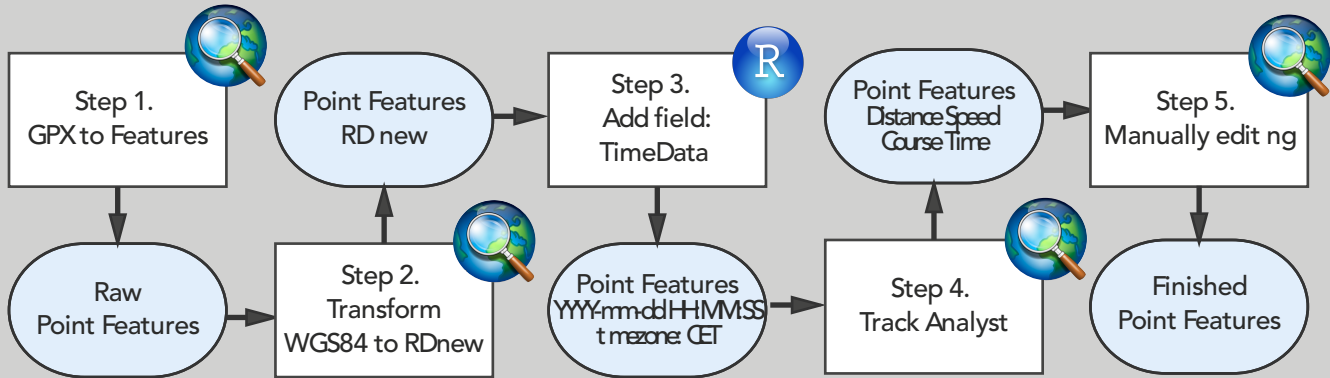 Step 1.
GPX to Features
Raw
Point Features
Step 2.
Transform
WGS84 to RDnew
Point Features
RD new
Step 3.
Add field:
TimeData
R
Point Features
YYYY-mm-dd HH:MM:SS
t mezone: CET
Step 4.
Track Analyst
Point Features
Distance Speed
Course Time
Step 5.
Manually edit ng
Finished
Point Features